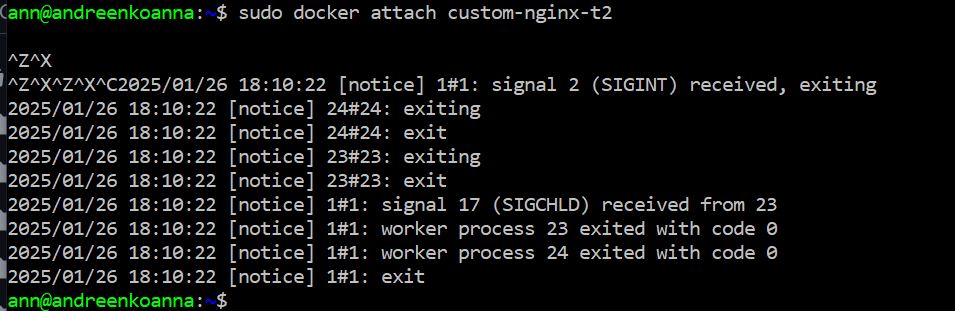 ann@andreenkoanna:~$ sudo docker attach custom-nginx-t2
^Z^X
^Z^X^Z^X^C2025/01/26 18:10:22 [notice] 1#1: signal 2 (SIGINT) received, exiting
2025/01/26 18:10:22 [notice] 24#24: exiting
2025/01/26 18:10:22 [notice] 24#24: exit
2025/01/26 18:10:22 [notice] 23#23: exiting
2025/01/26 18:10:22 [notice] 23#23: exit
2025/01/26 18:10:22 [notice] 1#1: signal 17 (SIGCHLD) received from 23
2025/01/26 18:10:22 [notice] 1#1: worker process 23 exited with code 0
2025/01/26 18:10:22 [notice] 1#1: worker process 24 exited with code 0
2025/01/26 18:10:22 [notice] 1#1: exit
ann@andreenkoanna:~$